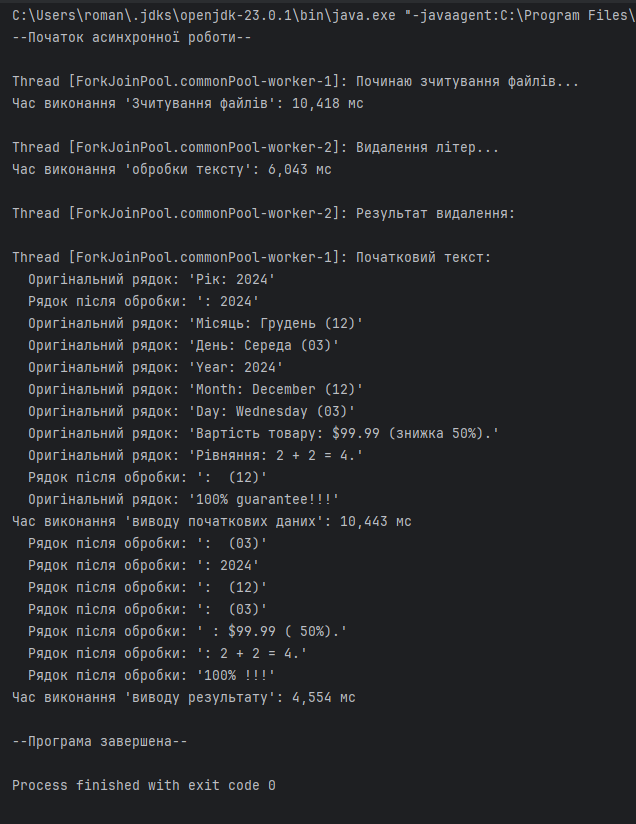 C:\Users\roman\.jdks\openjdk-23.0.1\bin\java.exe "-javaagent:C:\Program Files\
--Початок асинхронної роботи--
Thread [ForkJoinPool.commonPool-worker-1]: Починаю зчитування файлів...
Час виконання 'Зчитування файлів': 10,418 мс
Thread [ForkJoinPool.commonPool-worker-2]: Видалення літер...
Час виконання 'обробки тексту': 6,043 мс
Thread [ForkJoinPool.commonPool-worker-2]: Результат видалення:
Thread [ForkJoinPool.commonPool-worker-1]: Початковий текст:
  Оригінальний рядок: 'Рік: 2024'
  Рядок після обробки: ': 2024'
  Оригінальний рядок: 'Місяць: Грудень (12)'
  Оригінальний рядок: 'День: Середа (03)'
  Оригінальний рядок: 'Year: 2024'
  Оригінальний рядок: 'Month: December (12)'
  Оригінальний рядок: 'Day: Wednesday (03)'
  Оригінальний рядок: 'Вартість товару: $99.99 (знижка 50%).'
  Оригінальний рядок: 'Рівняння: 2 + 2 = 4.'
  Рядок після обробки: ':  (12)'
  Оригінальний рядок: '100% guarantee!!!'
Час виконання 'виводу початкових даних': 10,443 мс
  Рядок після обробки: ':  (03)'
  Рядок після обробки: ': 2024'
  Рядок після обробки: ':  (12)'
  Рядок після обробки: ':  (03)'
  Рядок після обробки: ' : $99.99 ( 50%).'
  Рядок після обробки: ': 2 + 2 = 4.'
  Рядок після обробки: '100% !!!'
Час виконання 'виводу результату': 4,554 мс
--Програма завершена--
Process finished with exit code 0